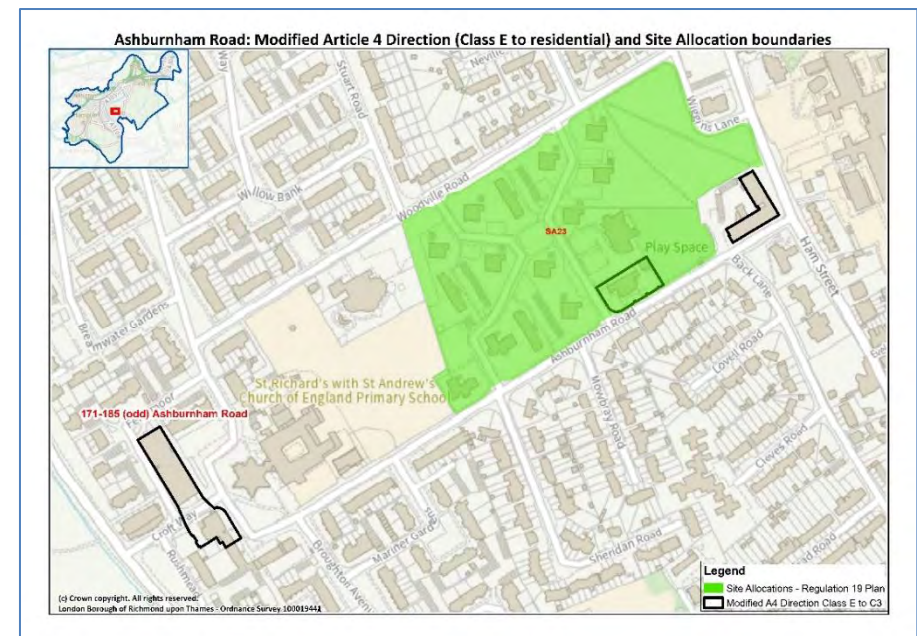 Ashburnham Road: Modified Article 4 Direction (Class E to residential) and Site Allocation boundaries
Way
Stuart Road
Willow Bank
Woodville Road
Wiggins Lane
SA23
Play Space
Ham Street
Back Lane
Ashburnham Road
Lovell Road
Mowbray Road
Cleves Road
St Richard's with St Andrew's
Church of England Primary School
171-185 (odd) Ashburnham Road
Croft Way
Mariner Gardens
Sheridan Road
Legend
Site Allocations - Regulation 19 Plan
Modified A4 Direction Class E to C3
(c) Crown copyright. All rights reserved.
London Borough of Richmond upon Thames - Ordnance Survey 100019441